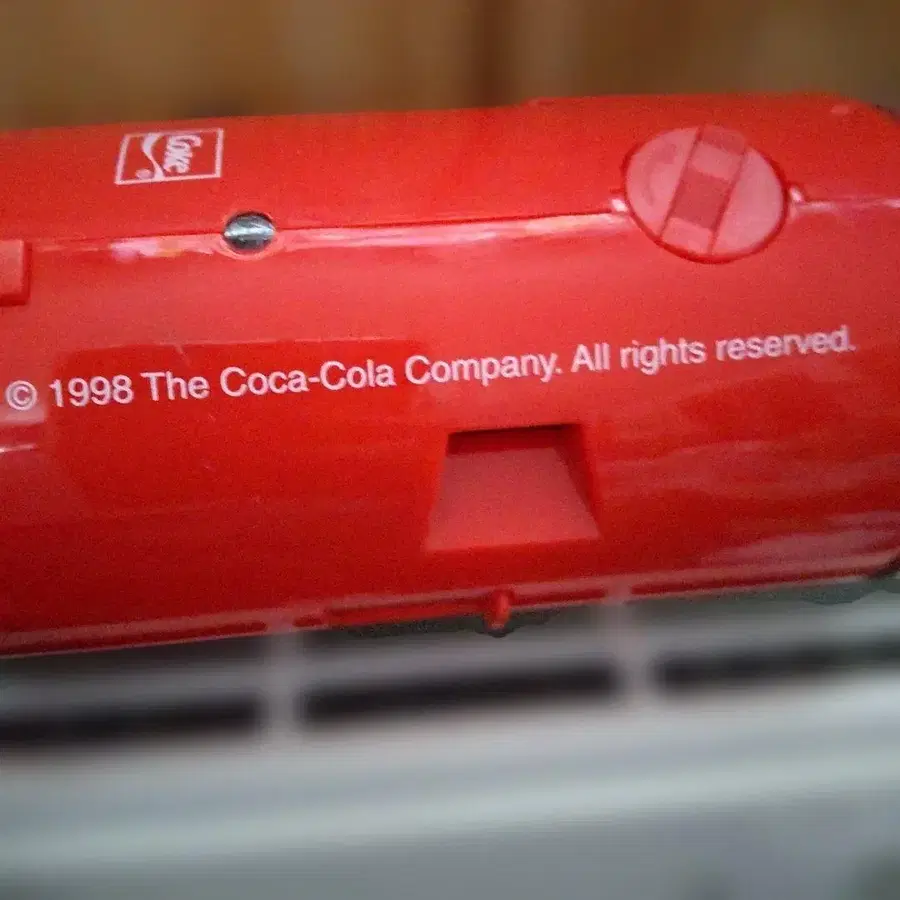 Coke
®
© 1998 The Coca-Cola Company. All rights reserved.